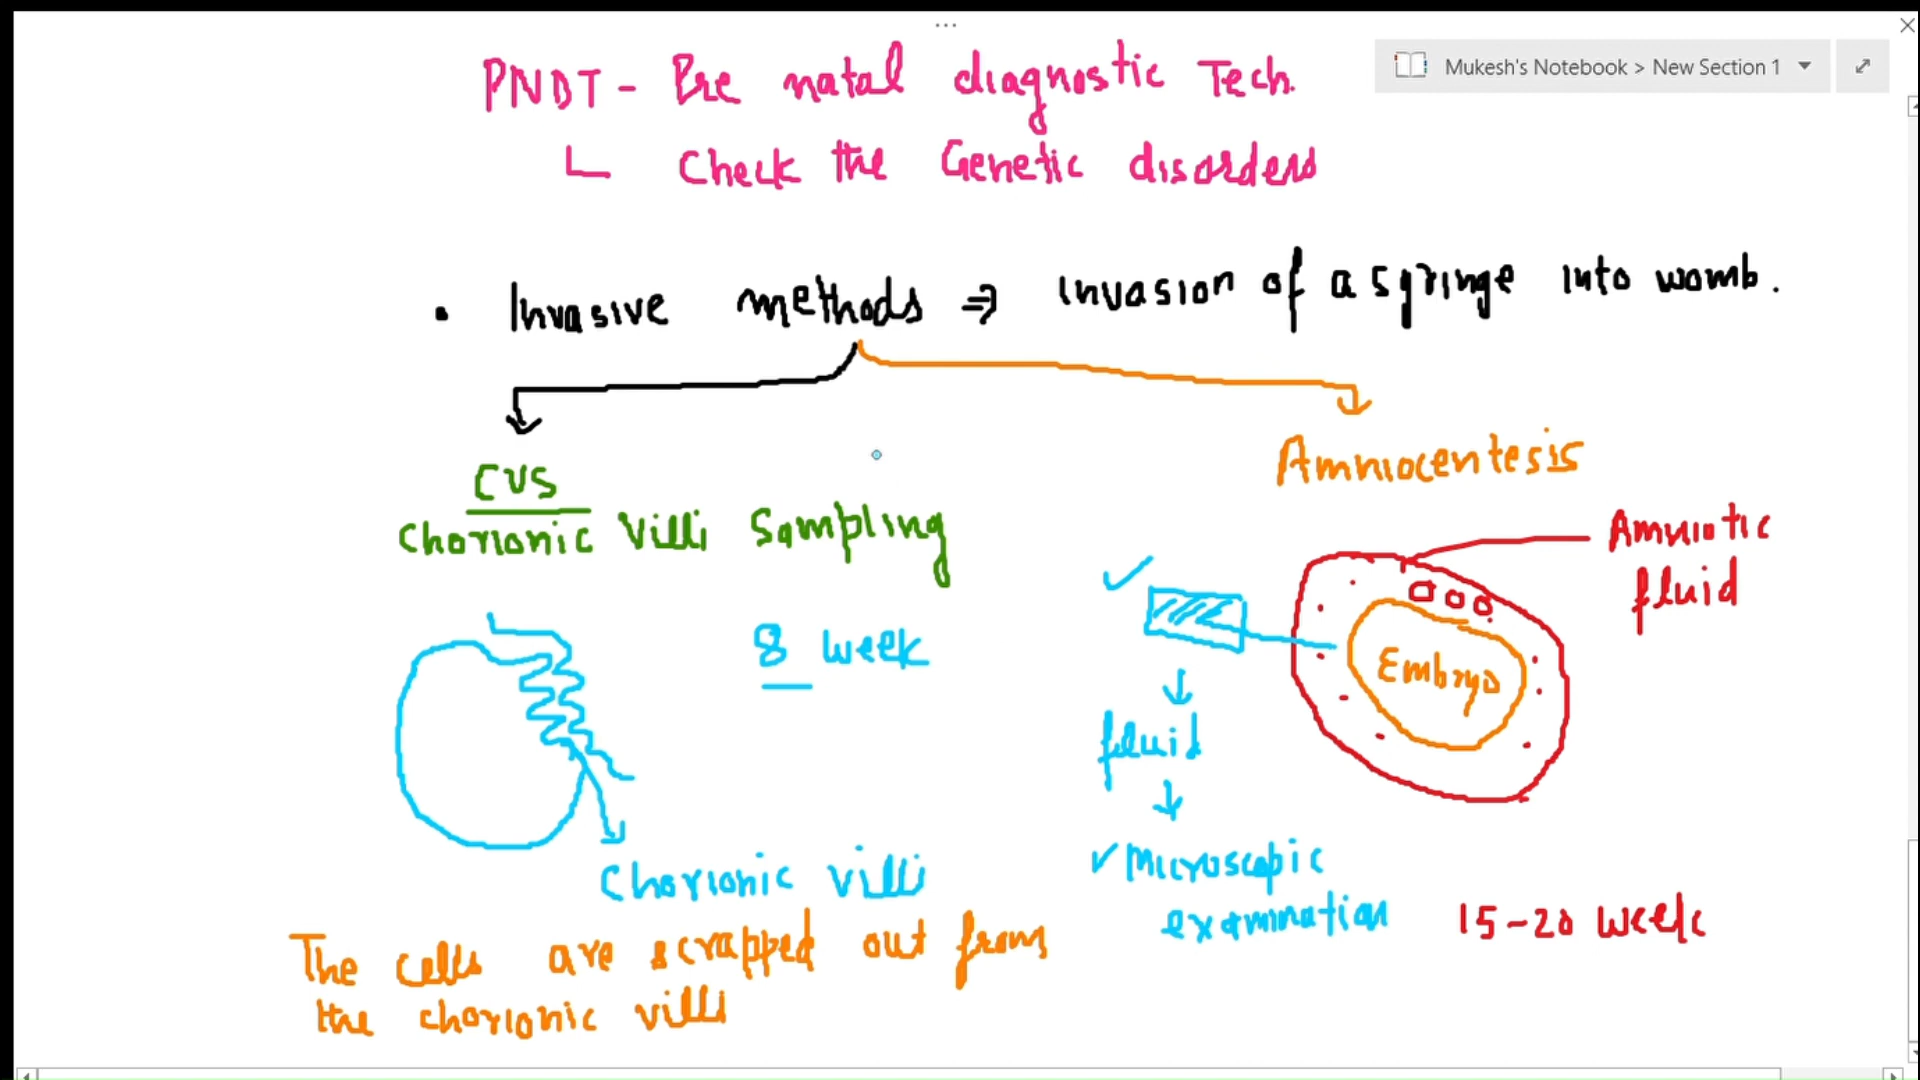 Mukesh's Notebook > New Section 1
PNDT - Pre natal diagnostic Tech.
Check the Genetic disorders
• Invasive methods ⇒ invasion of a syringe into womb.
CVS
Chorionic Villi Sampling
8 week
Chorionic villi
The cells are scrapped out from
the chorionic villi
Amniocentesis
Amniotic
fluid
Embryo
✓
fluid
✓ Microscopic
examination
15-20 week